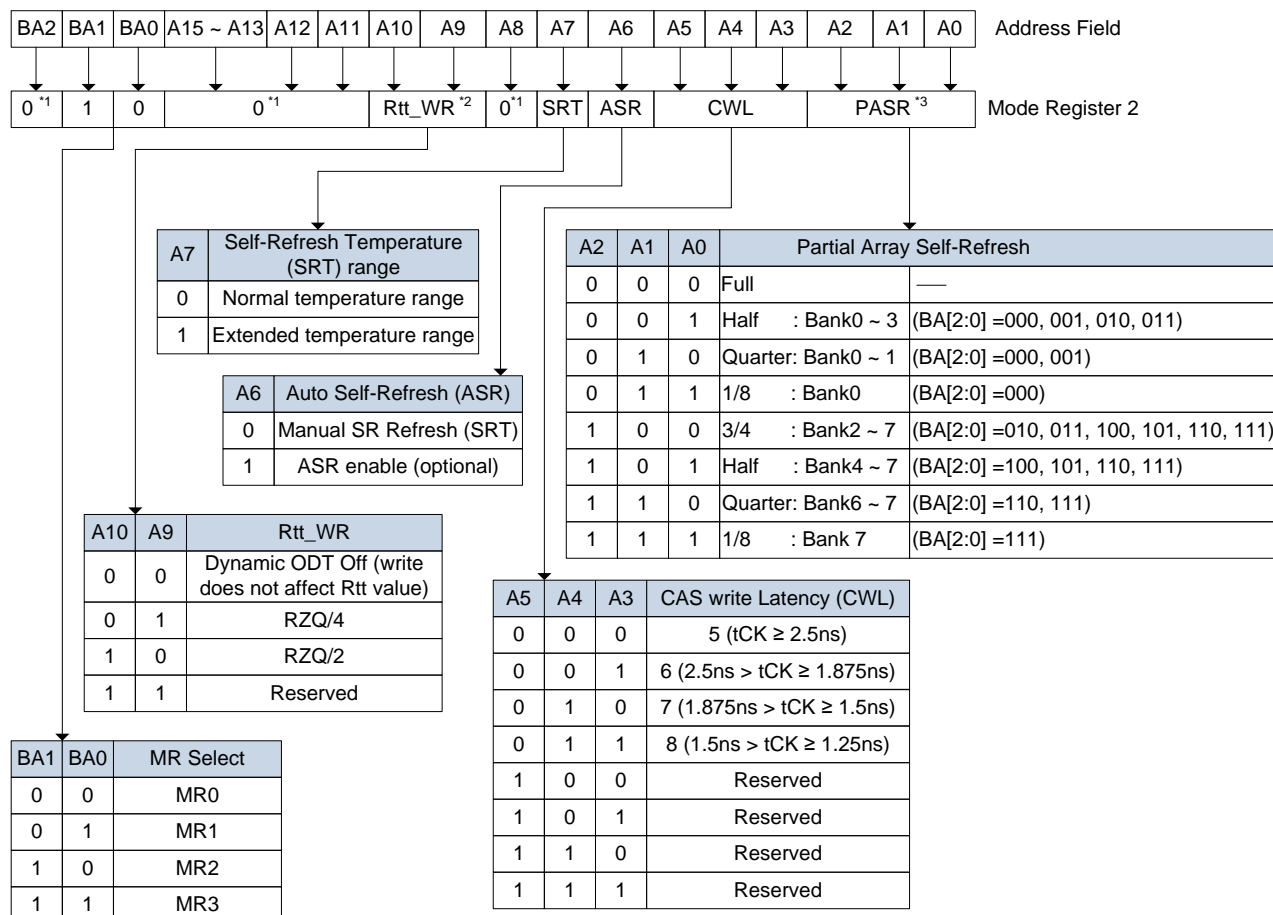 BA2 BA1 BA0 A15 ~ A13 A12 A11 A10 A9 A8 A7 A6 A5 A4 A3 A2 A1 A0 Address Field
0*1 1 0 0*1 Rtt_WR*2 0*1 SRT ASR CWL PASR*3 Mode Register 2
A7 Self-Refresh Temperature (SRT) range
0 Normal temperature range
1 Extended temperature range
A6 Auto Self-Refresh (ASR)
0 Manual SR Refresh (SRT)
1 ASR enable (optional)
A2 A1 A0 Partial Array Self-Refresh
0 0 0 Full —
0 0 1 Half : Bank0 ~ 3 (BA[2:0] =000, 001, 010, 011)
0 1 0 Quarter: Bank0 ~ 1 (BA[2:0] =000, 001)
0 1 1 1/8 : Bank0 (BA[2:0] =000)
1 0 0 3/4 : Bank2 ~ 7 (BA[2:0] =010, 011, 100, 101, 110, 111)
1 0 1 Half : Bank4 ~ 7 (BA[2:0] =100, 101, 110, 111)
1 1 0 Quarter: Bank6 ~ 7 (BA[2:0] =110, 111)
1 1 1 1/8 : Bank 7 (BA[2:0] =111)
A10 A9 Rtt_WR
0 0 Dynamic ODT Off (write does not affect Rtt value)
0 1 RZQ/4
1 0 RZQ/2
1 1 Reserved
A5 A4 A3 CAS write Latency (CWL)
0 0 0 5 (tCK ≥ 2.5ns)
0 0 1 6 (2.5ns > tCK ≥ 1.875ns)
0 1 0 7 (1.875ns > tCK ≥ 1.5ns)
0 1 1 8 (1.5ns > tCK ≥ 1.25ns)
1 0 0 Reserved
1 0 1 Reserved
1 1 0 Reserved
1 1 1 Reserved
BA1 BA0 MR Select
0 0 MR0
0 1 MR1
1 0 MR2
1 1 MR3